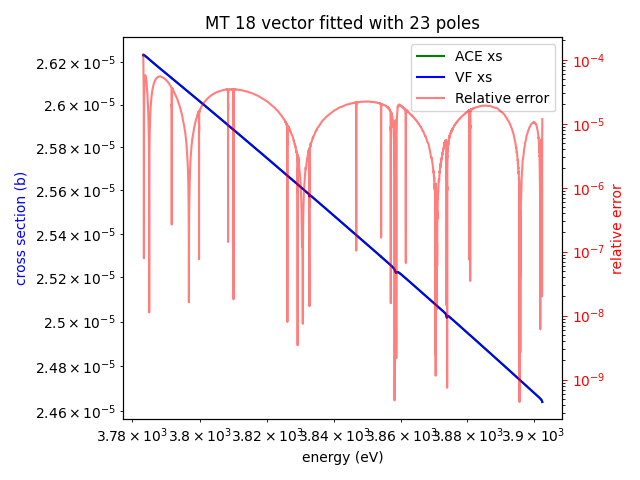 MT 18 vector fitted with 23 poles
ACE xs
VF xs
Relative error
cross section (b)
2.62 × 10⁻⁵
2.6 × 10⁻⁵
2.58 × 10⁻⁵
2.56 × 10⁻⁵
2.54 × 10⁻⁵
2.52 × 10⁻⁵
2.5 × 10⁻⁵
2.48 × 10⁻⁵
2.46 × 10⁻⁵
10⁻⁴
10⁻⁵
10⁻⁶
10⁻⁷
10⁻⁸
10⁻⁹
relative error
3.78 × 10³ 3.8 × 10³ 3.82 × 10³ 3.84 × 10³ 3.86 × 10³ 3.88 × 10³ 3.9 × 10³
energy (eV)